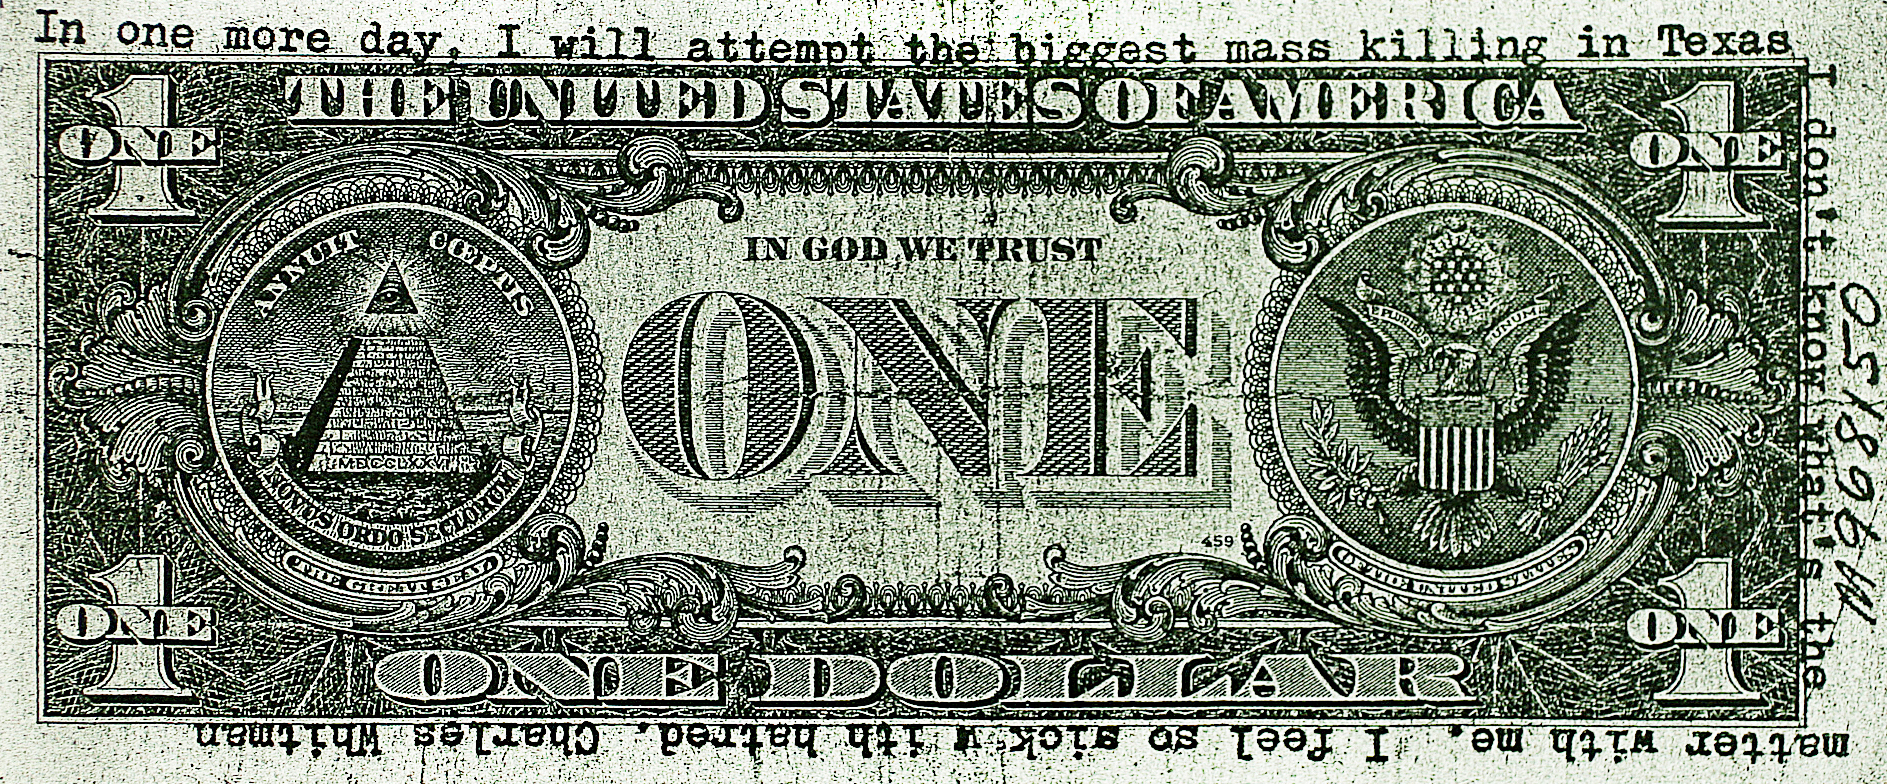 In one more day, I will attempt the biggest mass killing in Texas
I don't know what's the
matter with me. I feel so sick with hatred. Charles Whitman
THE UNITED STATES OF AMERICA
1 ONE
1 ONE
ANNUIT CŒPTIS
IN GOD WE TRUST
ONE
E PLURIBUS UNUM
MDCCLXXVI
NOVUS ORDO SECLORUM
459
THE GREAT SEAL
OF THE UNITED STATES
1 ONE
1 ONE
ONE DOLLAR